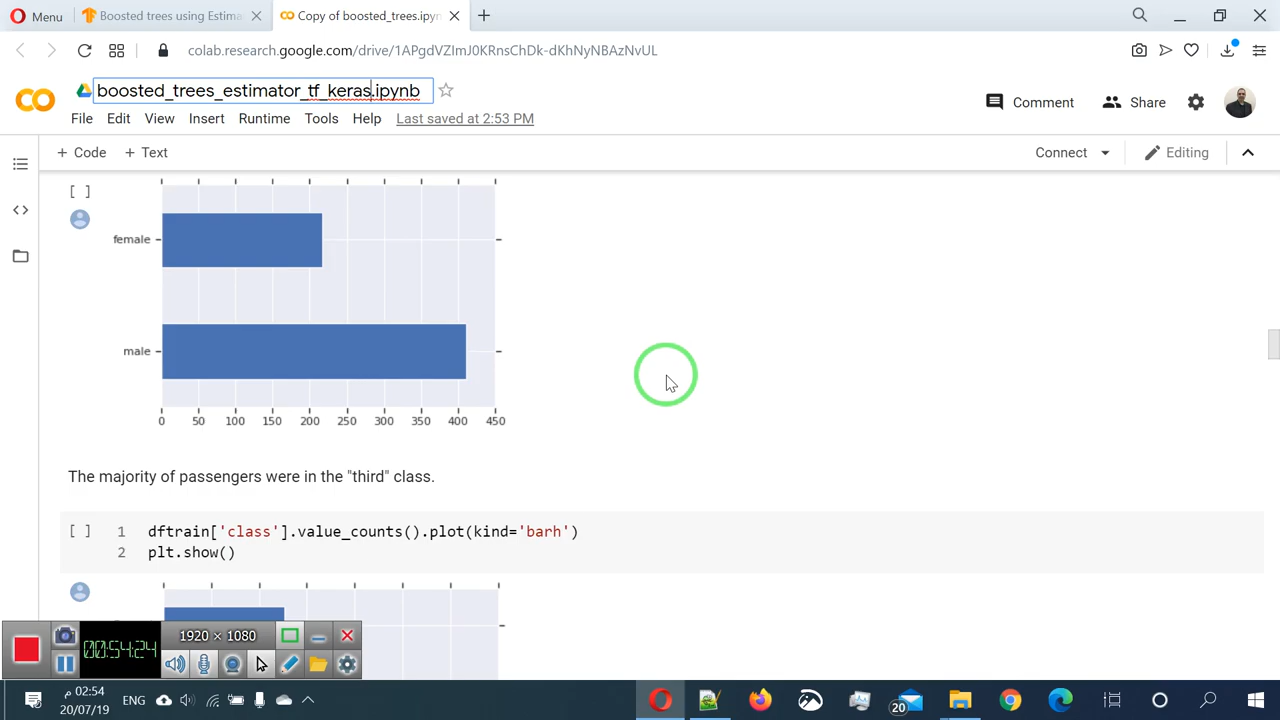 Menu
Boosted trees using Estima
Copy of boosted_trees.ipyn
colab.research.google.com/drive/1APgdVZImJ0KRnsChDk-dKhNyNBAzNvUL
boosted_trees_estimator_tf_keras.ipynb
Comment
Share
File Edit View Insert Runtime Tools Help Last saved at 2:53 PM
+ Code + Text
Connect
Editing
[ ]
female
male
0 50 100 150 200 250 300 350 400 450
The majority of passengers were in the "third" class.
[ ] 1 dftrain['class'].value_counts().plot(kind='barh')
2 plt.show()
1920 × 1080
00:54:24
02:54 م
20/07/19
ENG
20